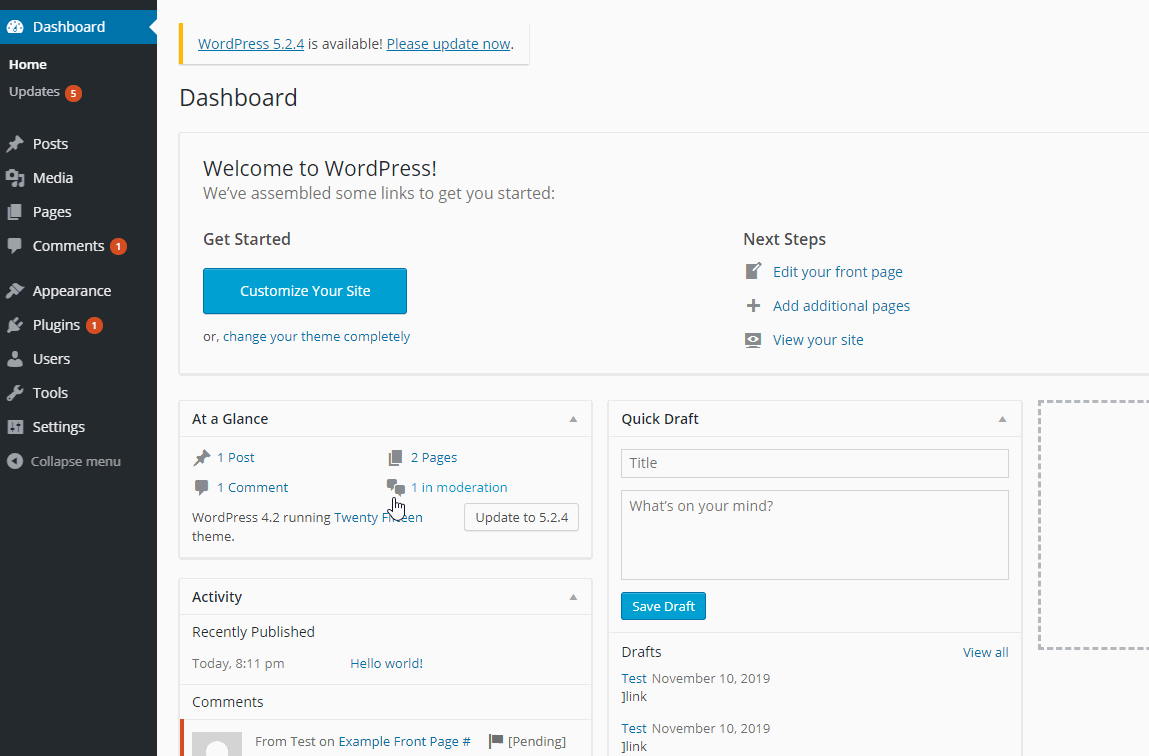 Dashboard
Home
Updates 5
Posts
Media
Pages
Comments 1
Appearance
Plugins 1
Users
Tools
Settings
Collapse menu
WordPress 5.2.4 is available! Please update now.
Dashboard
Welcome to WordPress!
We've assembled some links to get you started:
Get Started
Customize Your Site
or, change your theme completely
Next Steps
Edit your front page
Add additional pages
View your site
At a Glance
1 Post
2 Pages
1 Comment
1 in moderation
WordPress 4.2 running Twenty Fifteen
theme.
Update to 5.2.4
Activity
Recently Published
Today, 8:11 pm Hello world!
Comments
From Test on Example Front Page # [Pending]
Quick Draft
Title
What's on your mind?
Save Draft
Drafts View all
Test November 10, 2019
]link
Test November 10, 2019
]link